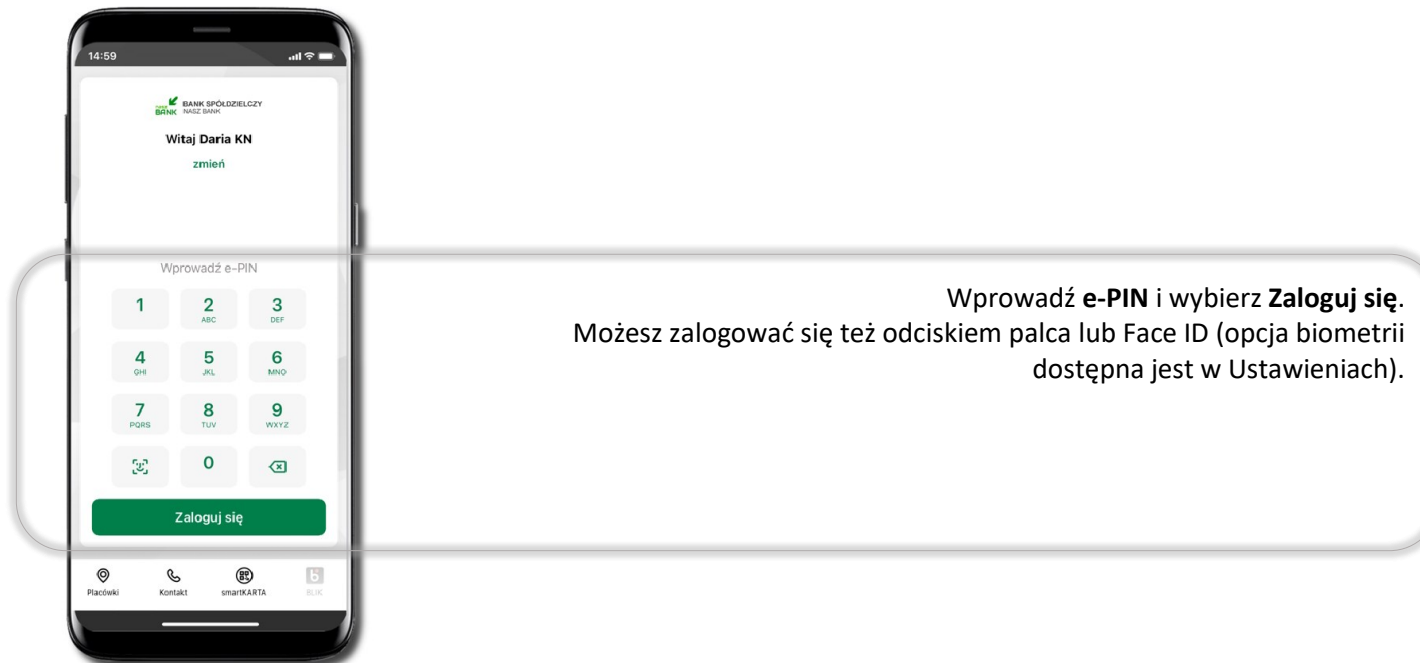 14:59
TWÓJ BANK
BANK SPÓŁDZIELCZY
NASZ BANK
Witaj Daria KN
zmień
Wprowadź e-PIN
1 2 3
ABC DEF
4 5 6
GHI JKL MNO
7 8 9
PQRS TUV WXYZ
0
Zaloguj się
Placówki Kontakt smartKARTA BLIK
Wprowadź e-PIN i wybierz Zaloguj się.
Możesz zalogować się też odciskiem palca lub Face ID (opcja biometrii
dostępna jest w Ustawieniach).